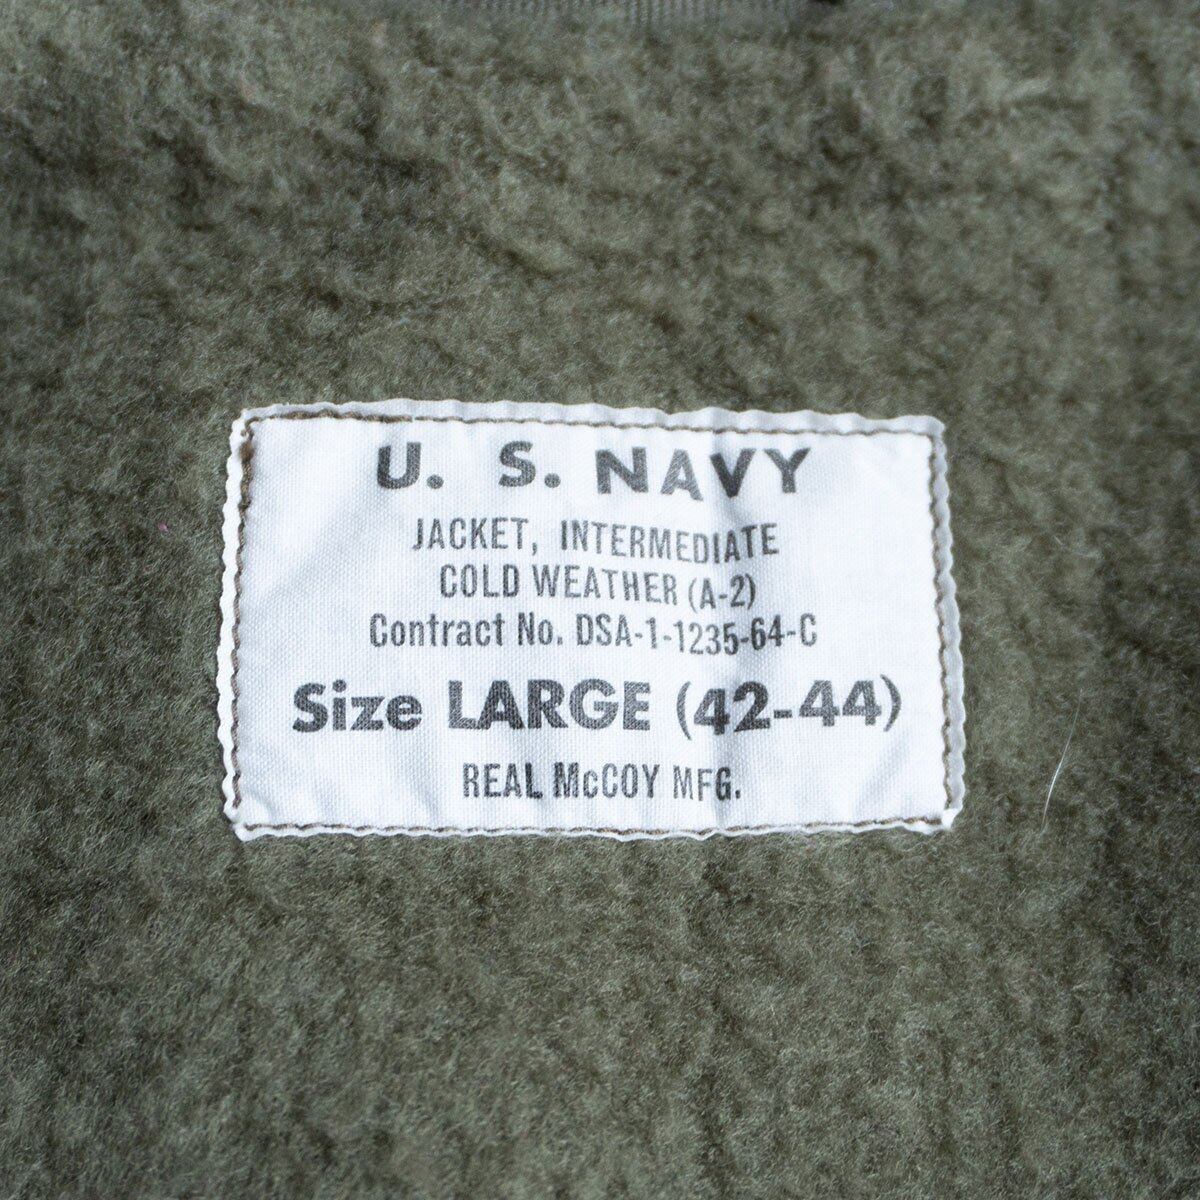 U. S. NAVY
JACKET, INTERMEDIATE
COLD WEATHER (A-2)
Contract No. DSA-1-1235-64-C
Size LARGE (42-44)
REAL McCOY MFG.